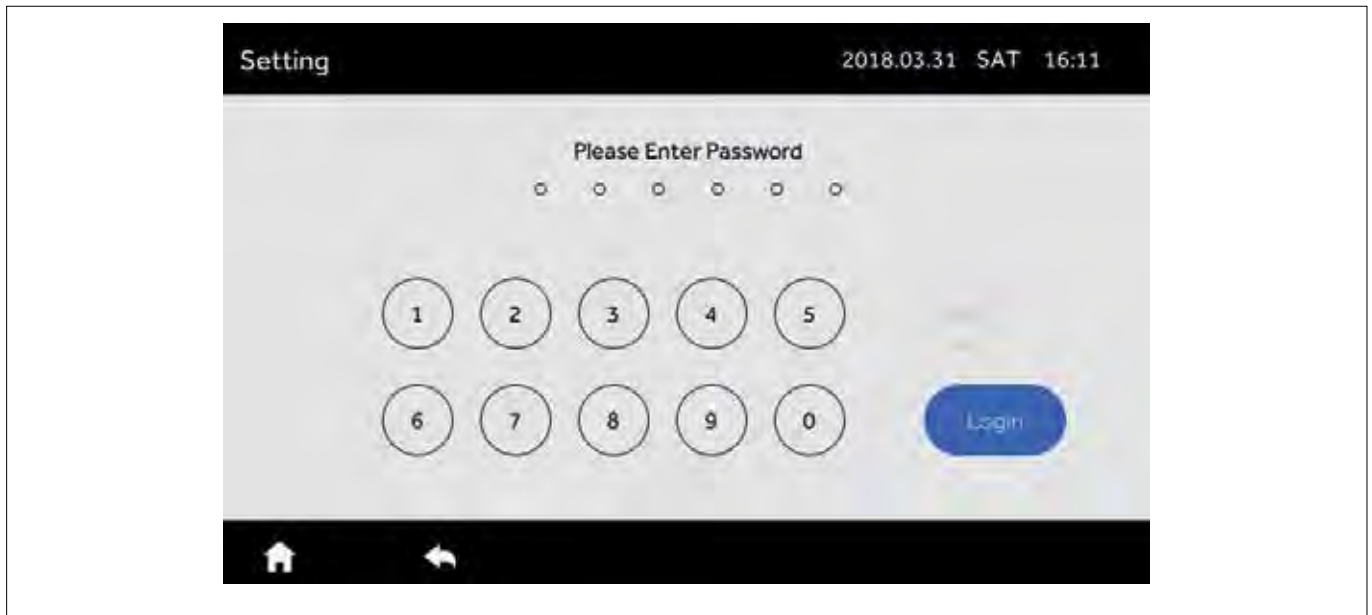 Setting 2018.03.31 SAT 16:11
Please Enter Password
1 2 3 4 5
6 7 8 9 0
Login